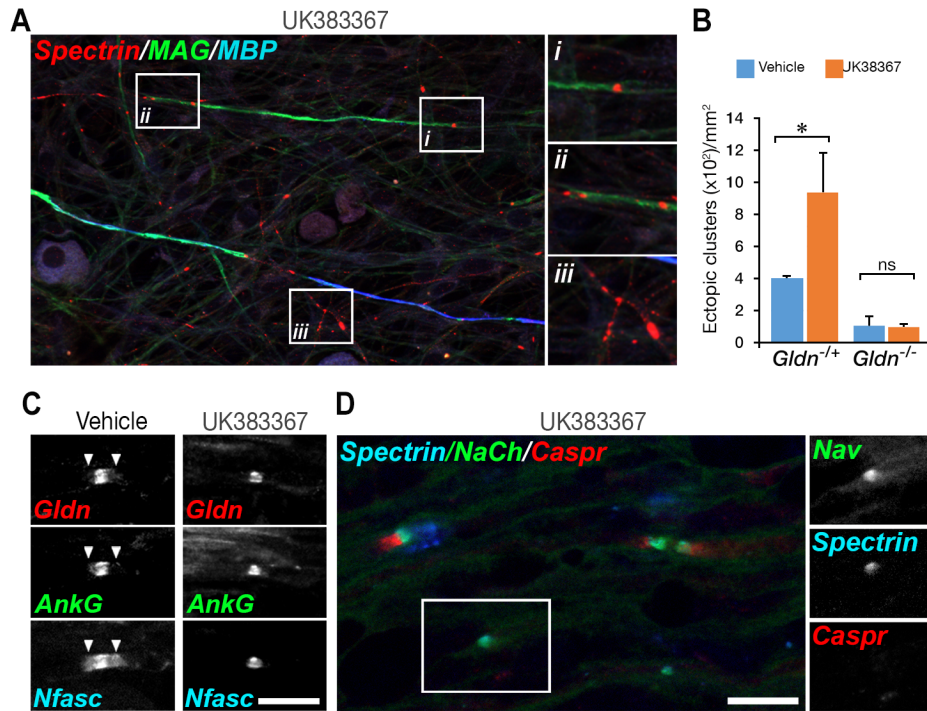 A
UK383367
Spectrin/MAG/MBP
ii
i
iii
i
ii
iii
B
Vehicle
UK38367
Ectopic clusters (x10²)/mm²
14
12
10
8
6
4
2
0
*
ns
Gldn-/+
Gldn-/-
C
Vehicle
UK383367
Gldn
Gldn
AnkG
AnkG
Nfasc
Nfasc
D
UK383367
Spectrin/NaCh/Caspr
Nav
Spectrin
Caspr